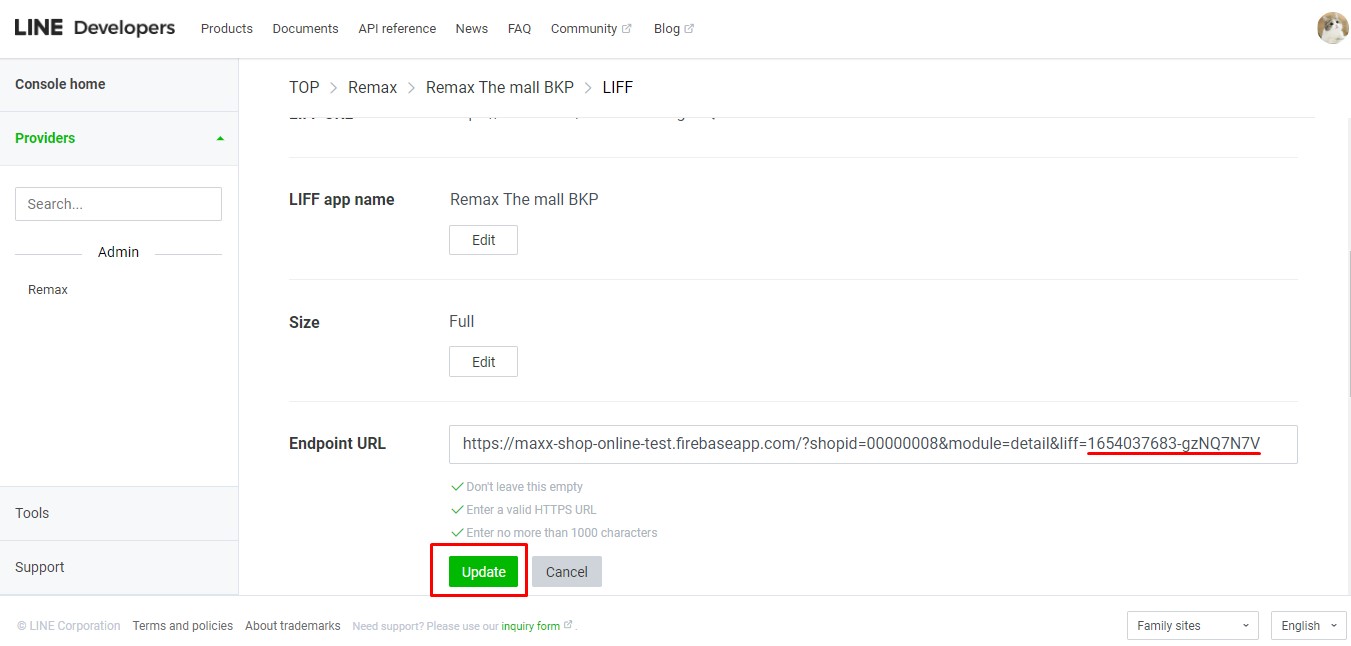 LINE Developers Products Documents API reference News FAQ Community Blog
Console home
TOP > Remax > Remax The mall BKP > LIFF
Providers
LIFF app name Remax The mall BKP
Search...
Edit
Admin
Remax
Size Full
Edit
Endpoint URL https://maxx-shop-online-test.firebaseapp.com/?shopid=00000008&module=detail&liff=1654037683-gzNQ7N7V
Don't leave this empty
Tools
Enter a valid HTTPS URL
Enter no more than 1000 characters
Support
Update Cancel
© LINE Corporation Terms and policies About trademarks Need support? Please use our inquiry form . Family sites English